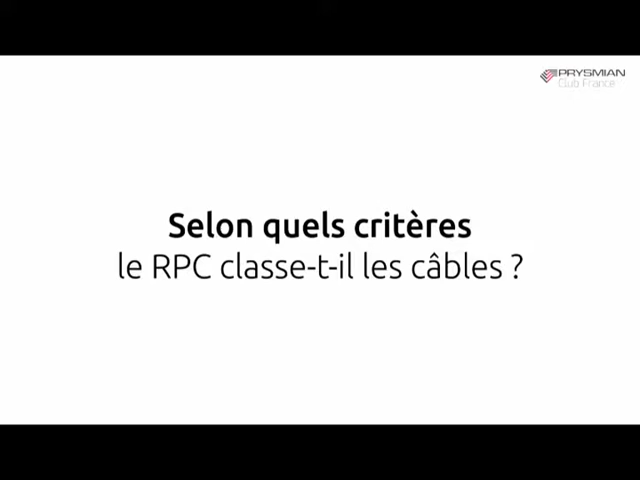 PRYSMIAN
Club France
Selon quels critères
le RPC classe-t-il les câbles ?